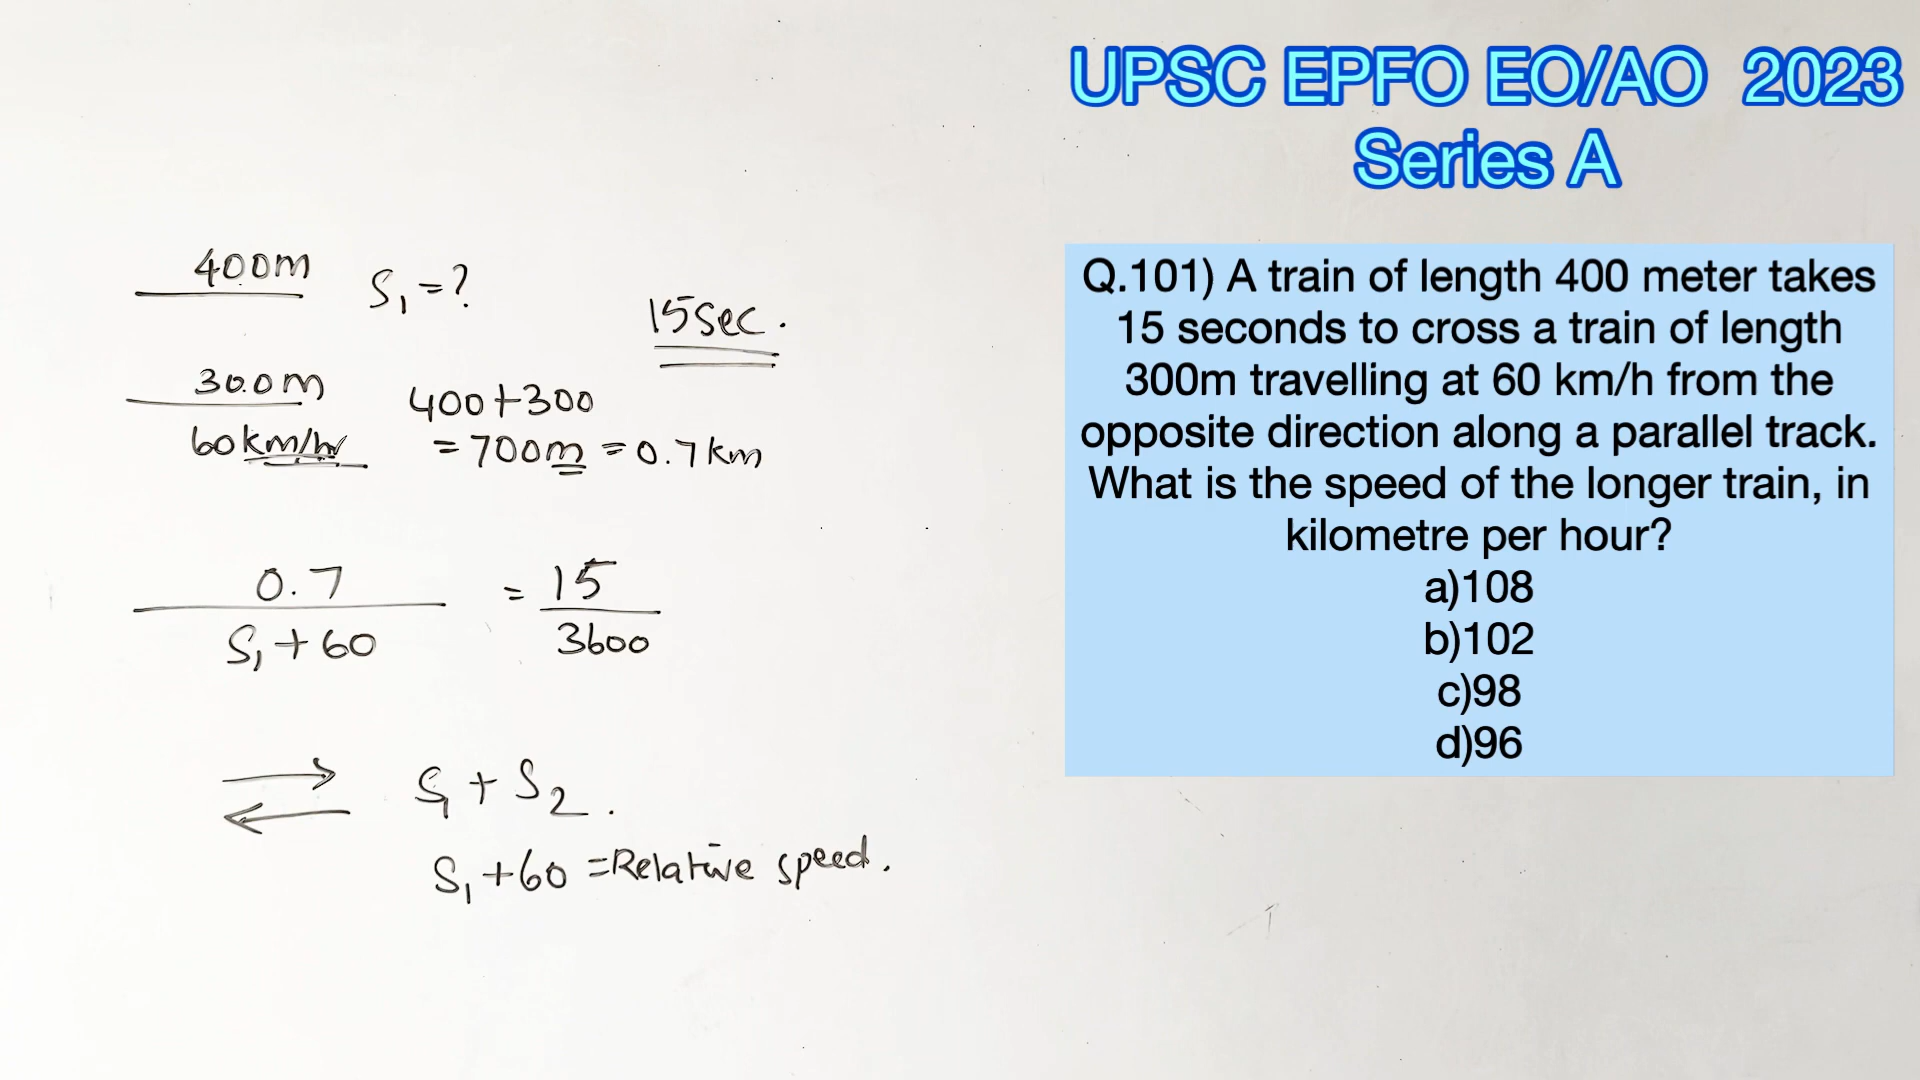 UPSC EPFO EO/AO 2023
Series A
400m
S₁ = ?
15sec.
300m
60km/hr
400+300
= 700m = 0.7km
0.7
S₁ + 60
= 15
3600
S₁ + S₂.
S₁ + 60 = Relative speed.
Q.101) A train of length 400 meter takes
15 seconds to cross a train of length
300m travelling at 60 km/h from the
opposite direction along a parallel track.
What is the speed of the longer train, in
kilometre per hour?
a)108
b)102
c)98
d)96